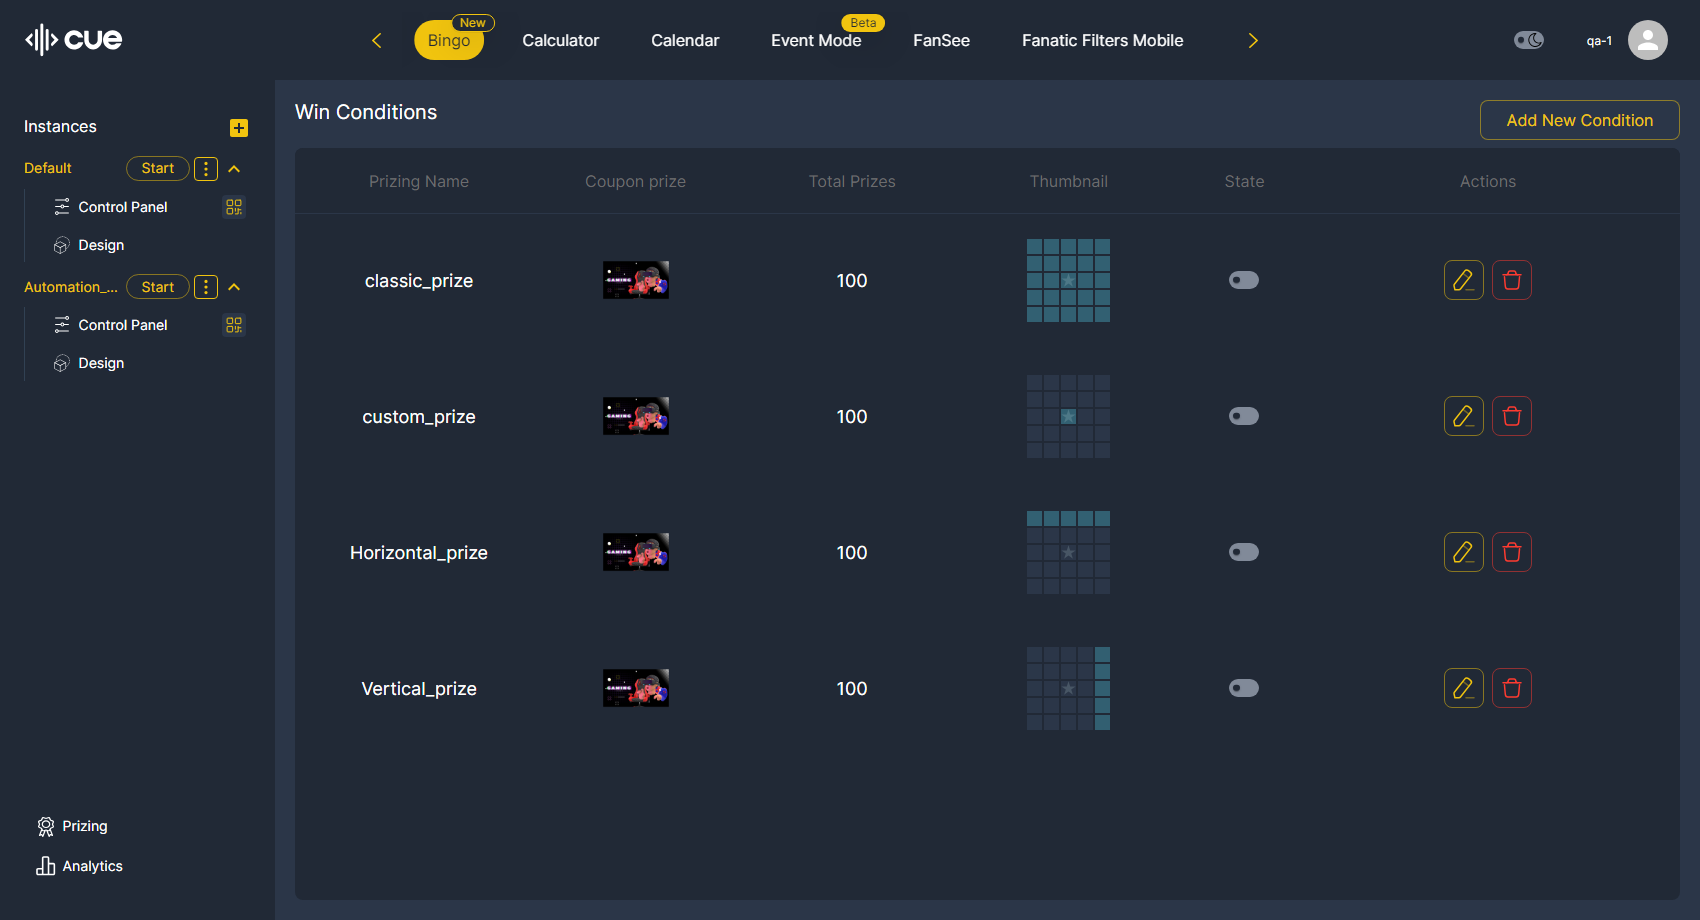 cue
New
Bingo
Calculator
Calendar
Beta
Event Mode
FanSee
Fanatic Filters Mobile
qa-1
Instances
Default
Start
Control Panel
Design
Automation_...
Start
Control Panel
Design
Prizing
Analytics
Win Conditions
Add New Condition
Prizing Name Coupon prize Total Prizes Thumbnail State Actions
classic_prize GAMING 100
custom_prize GAMING 100
Horizontal_prize GAMING 100
Vertical_prize GAMING 100